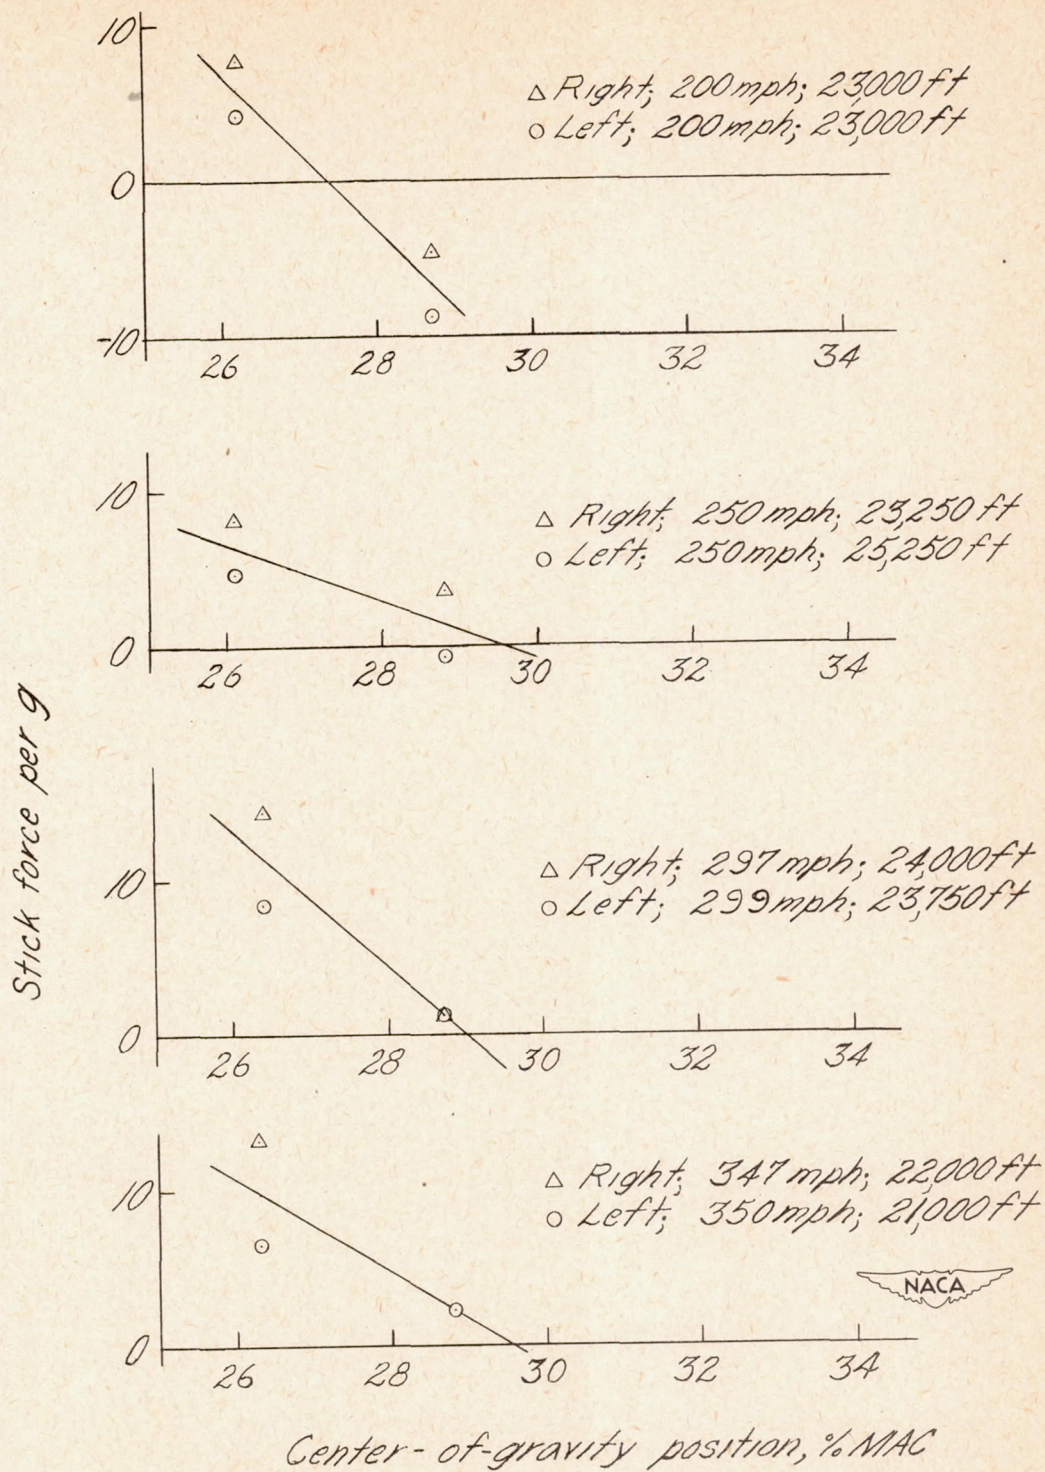 10
△ Right; 200 mph; 23,000 ft
○ Left; 200 mph; 23,000 ft
0
-10
26 28 30 32 34
10
△ Right; 250 mph; 23,250 ft
○ Left; 250 mph; 25,250 ft
0
26 28 30 32 34
Stick force per g
△ Right; 297 mph; 24,000 ft
10
○ Left; 299 mph; 23,750 ft
0
26 28 30 32 34
△ Right; 347 mph; 22,000 ft
10
○ Left; 350 mph; 21,000 ft
NACA
0
26 28 30 32 34
Center-of-gravity position, % MAC